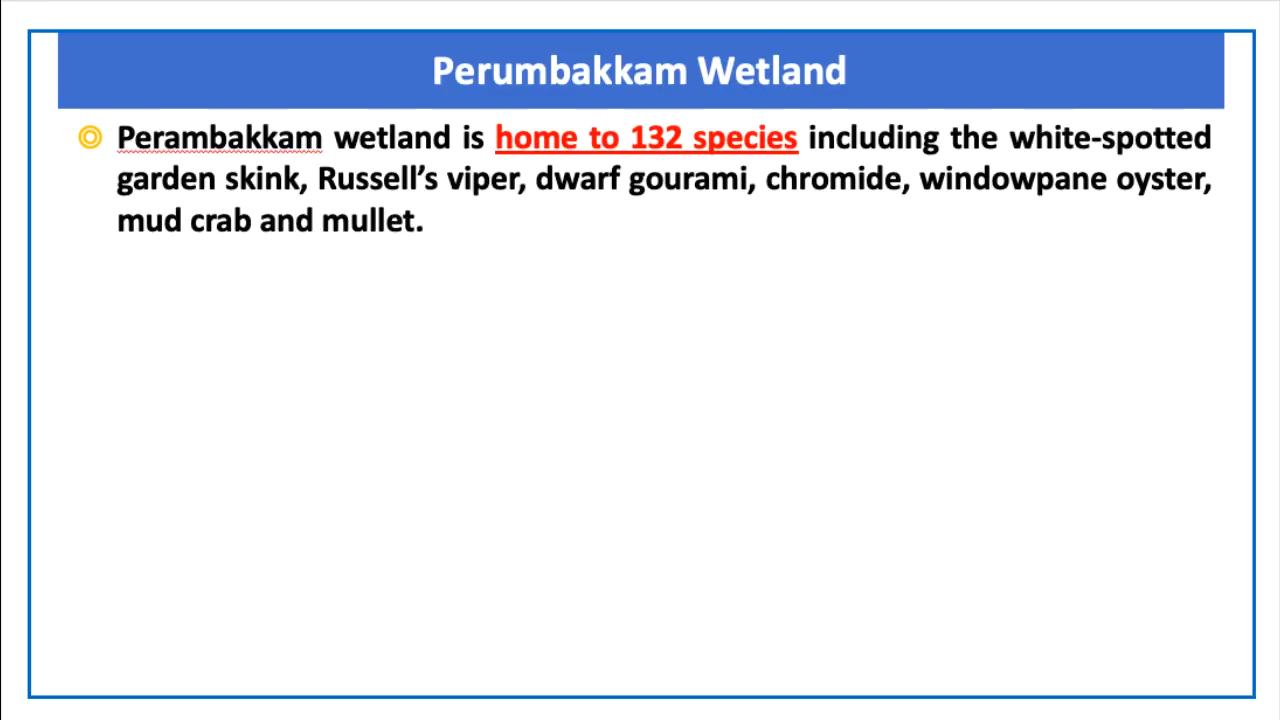 Perumbakkam Wetland
Perambakkam wetland is home to 132 species including the white-spotted
garden skink, Russell’s viper, dwarf gourami, chromide, windowpane oyster,
mud crab and mullet.